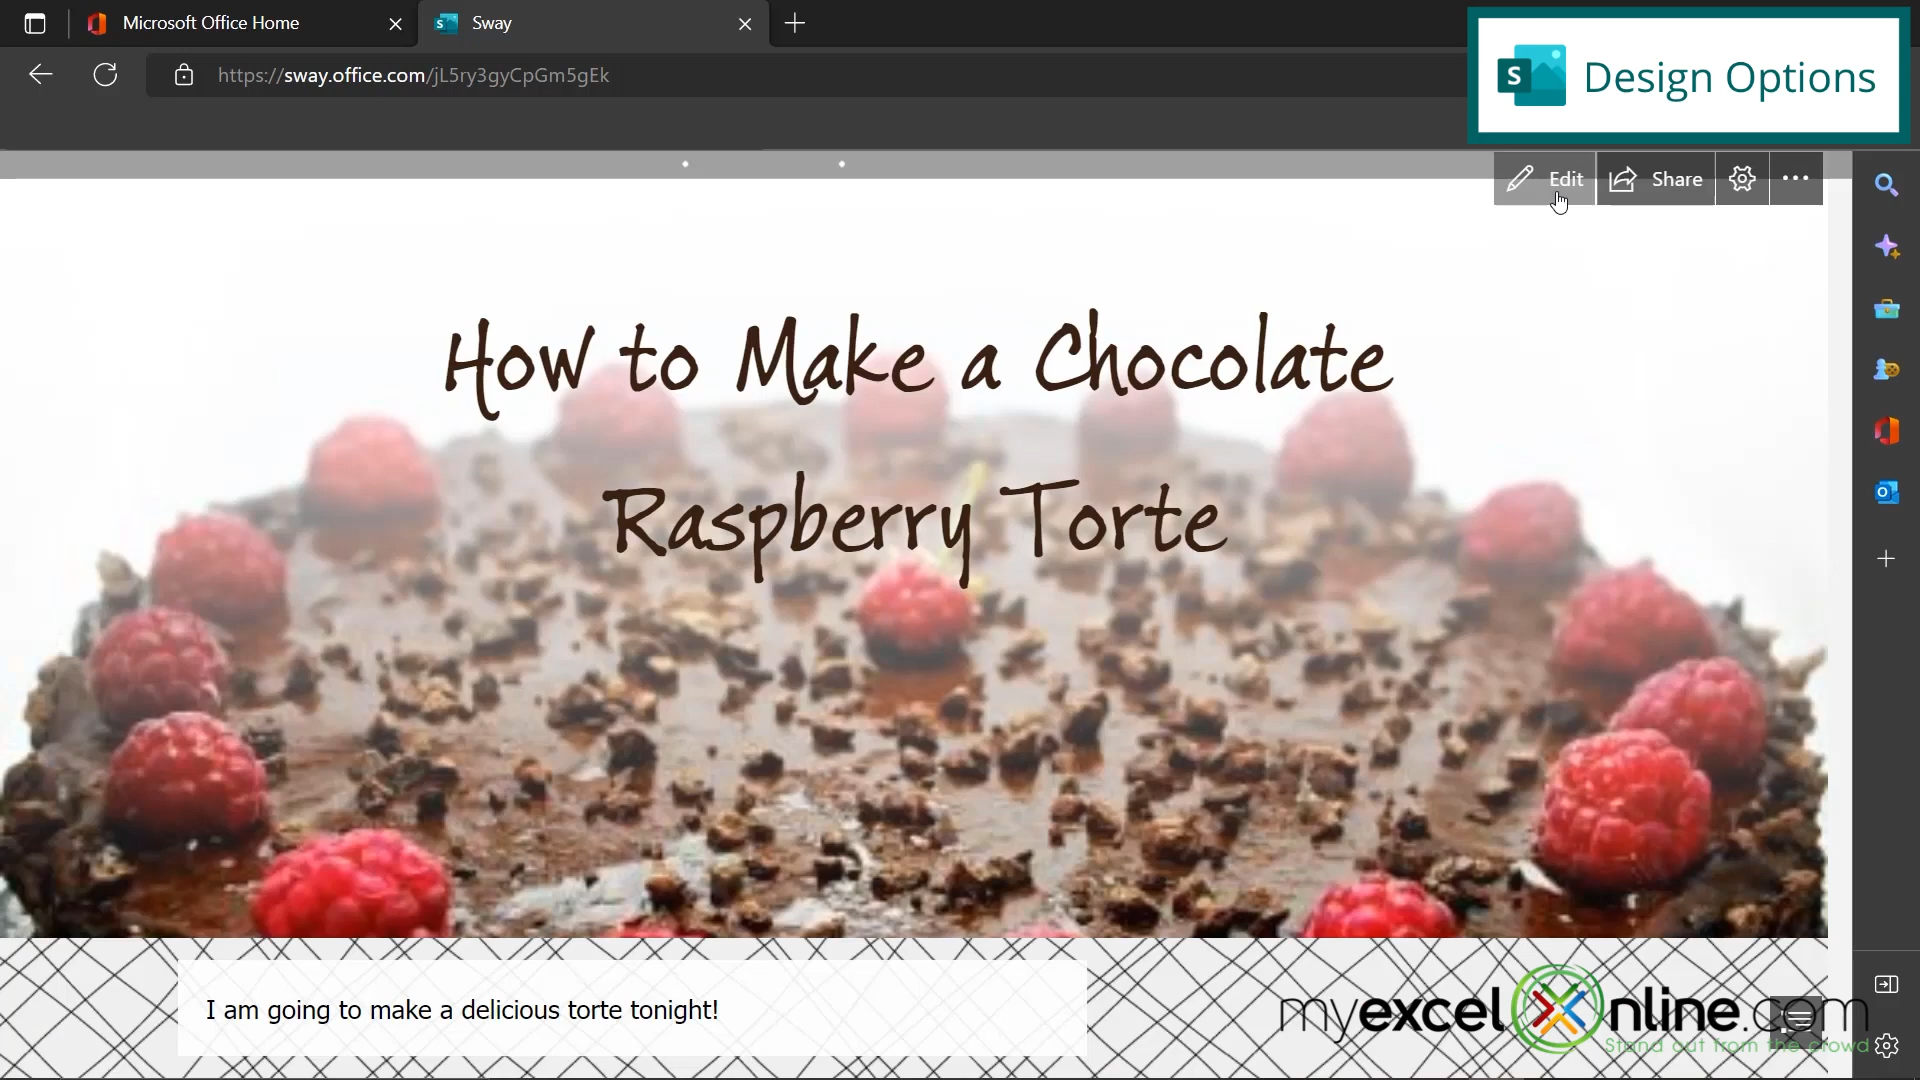 Microsoft Office Home
Sway
https://sway.office.com/jL5ry3gyCpGm5gEk
S Design Options
Edit
Share
How to Make a Chocolate
Raspberry Torte
I am going to make a delicious torte tonight!
myexcelOnline.com
Stand out from the crowd